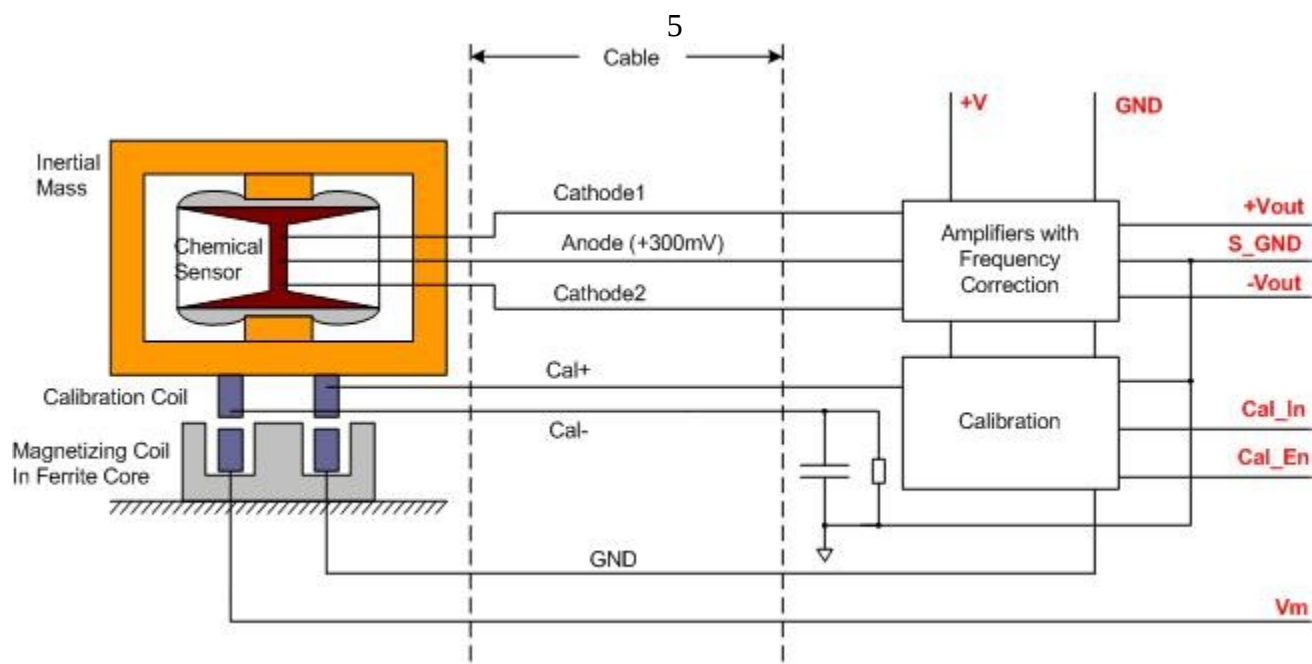 5
Cable
+V
GND
Inertial
Mass
Cathode1
+Vout
Chemical
Sensor
Anode (+300mV)
Amplifiers with
Frequency
Correction
S_GND
Cathode2
-Vout
Cal+
Calibration Coil
Cal-
Calibration
Cal_In
Magnetizing Coil
In Ferrite Core
Cal_En
GND
Vm